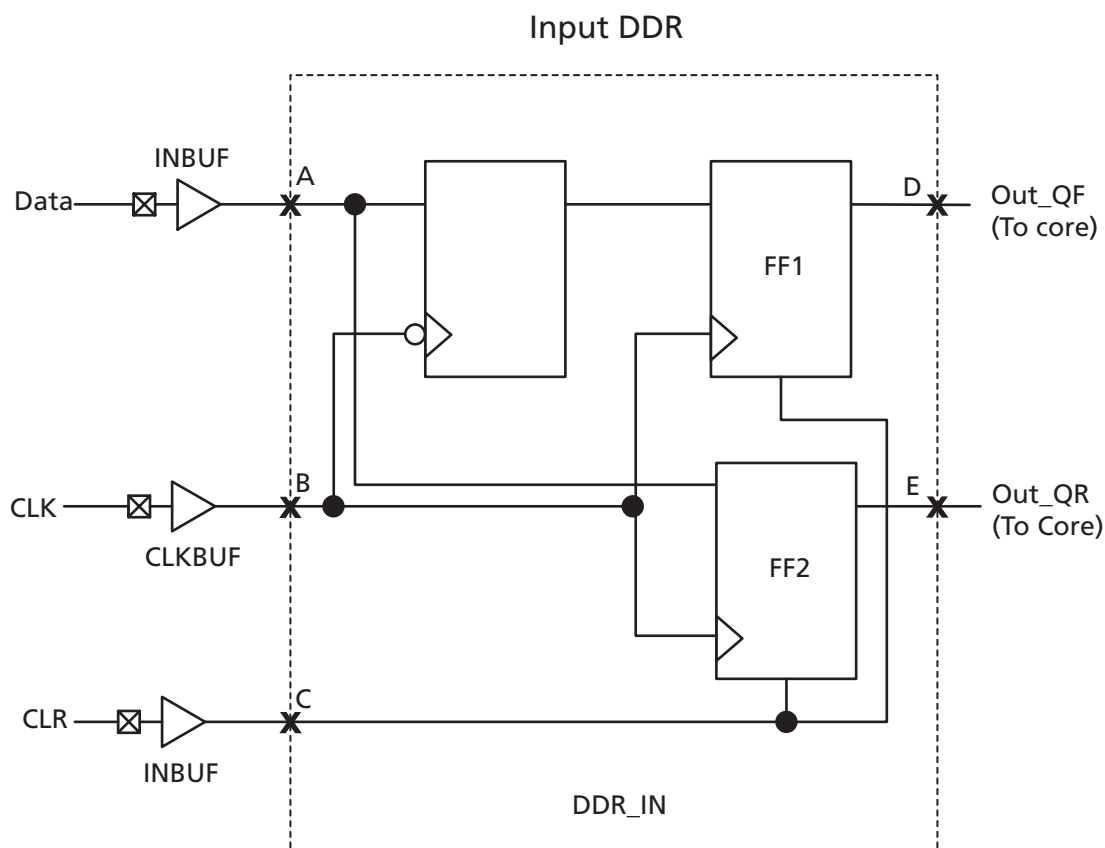 Input DDR
INBUF
Data
A
D
Out_QF
(To core)
FF1
B
CLK
CLKBUF
E
Out_QR
(To Core)
FF2
C
CLR
INBUF
DDR_IN